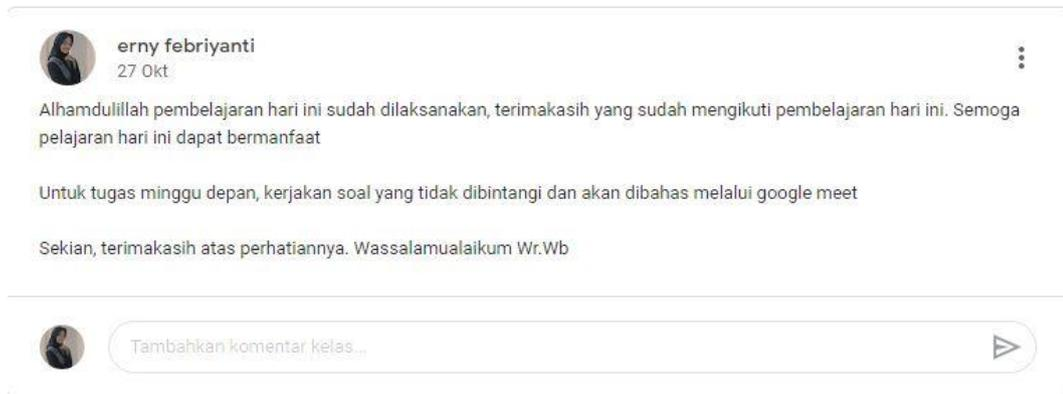 erny febriyanti
27 Okt
Alhamdulillah pembelajaran hari ini sudah dilaksanakan, terimakasih yang sudah mengikuti pembelajaran hari ini. Semoga
pelajaran hari ini dapat bermanfaat
Untuk tugas minggu depan, kerjakan soal yang tidak dibintangi dan akan dibahas melalui google meet
Sekian, terimakasih atas perhatiannya. Wassalamualaikum Wr.Wb
Tambahkan komentar kelas...